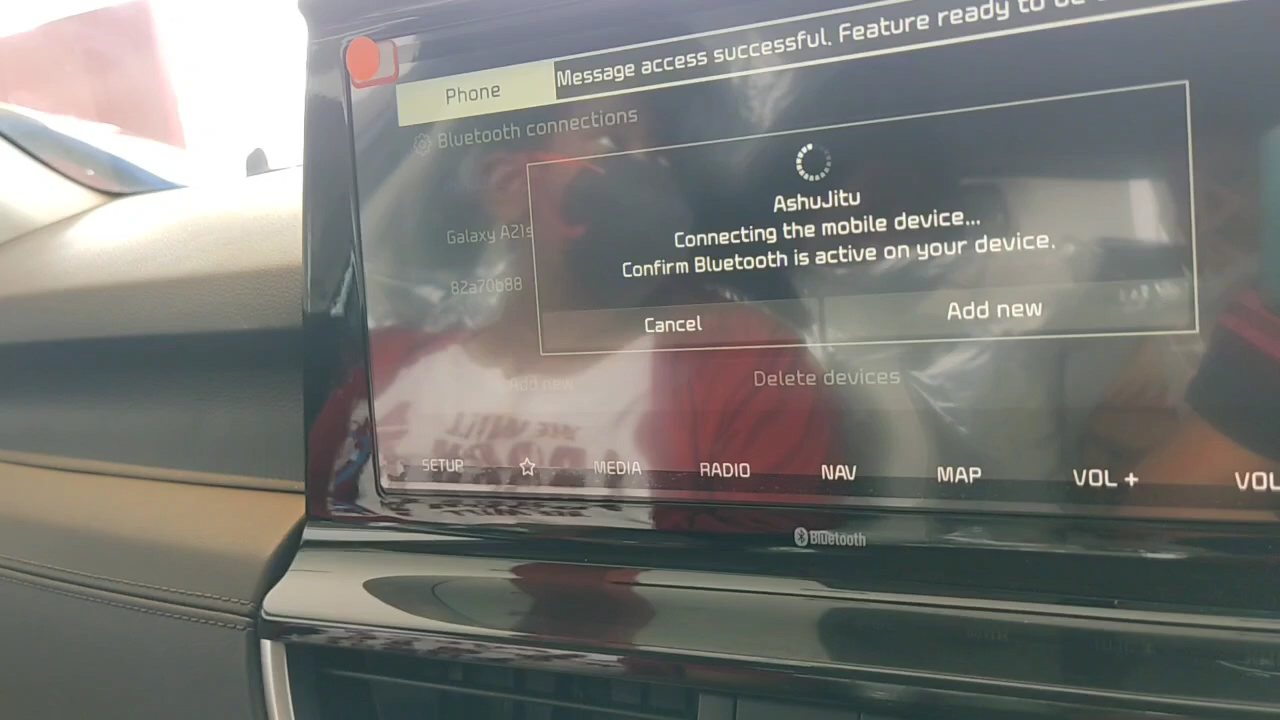 Message access successful. Feature ready to be
Phone
Bluetooth connections
AshuJitu
Connecting the mobile device...
Confirm Bluetooth is active on your device.
Galaxy A21s
82a70b88
Cancel
Add new
Add new
Delete devices
SETUP
MEDIA
RADIO
NAV
MAP
VOL +
VOL
Bluetooth